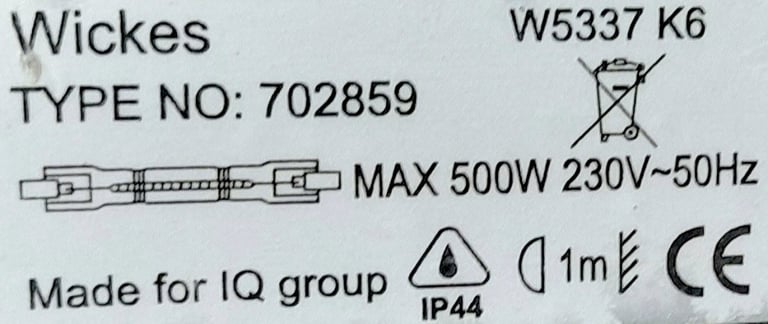 Wickes
W5337 K6
TYPE NO: 702859
MAX 500W 230V~50Hz
Made for IQ group
IP44
1m
CE